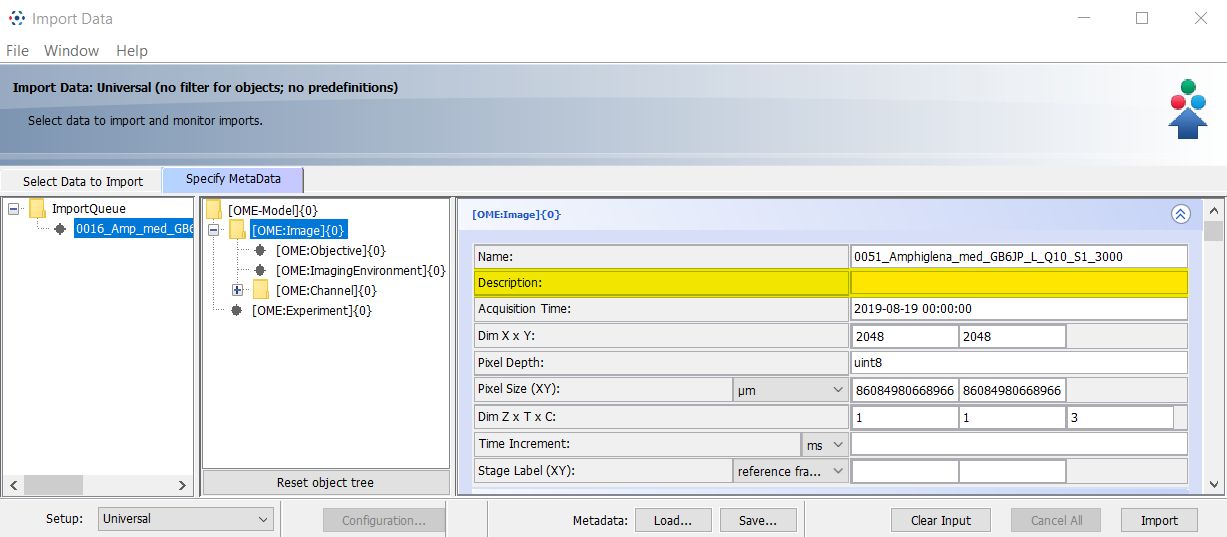 Import Data
File Window Help
Import Data: Universal (no filter for objects; no predefinitions)
Select data to import and monitor imports.
Select Data to Import Specify MetaData
ImportQueue
0016_Amp_med_GB6
[OME-Model]{0}
[OME:Image]{0}
[OME:Objective]{0}
[OME:ImagingEnvironment]{0}
[OME:Channel]{0}
[OME:Experiment]{0}
Reset object tree
[OME:Image]{0}
Name: 0051_Amphiglena_med_GB6JP_L_Q10_S1_3000
Description:
Acquisition Time: 2019-08-19 00:00:00
Dim X x Y: 2048 2048
Pixel Depth: uint8
Pixel Size (XY): µm 86084980668966 86084980668966
Dim Z x T x C: 1 1 3
Time Increment: ms
Stage Label (XY): reference fra...
Setup: Universal Configuration... Metadata: Load... Save... Clear Input Cancel All Import